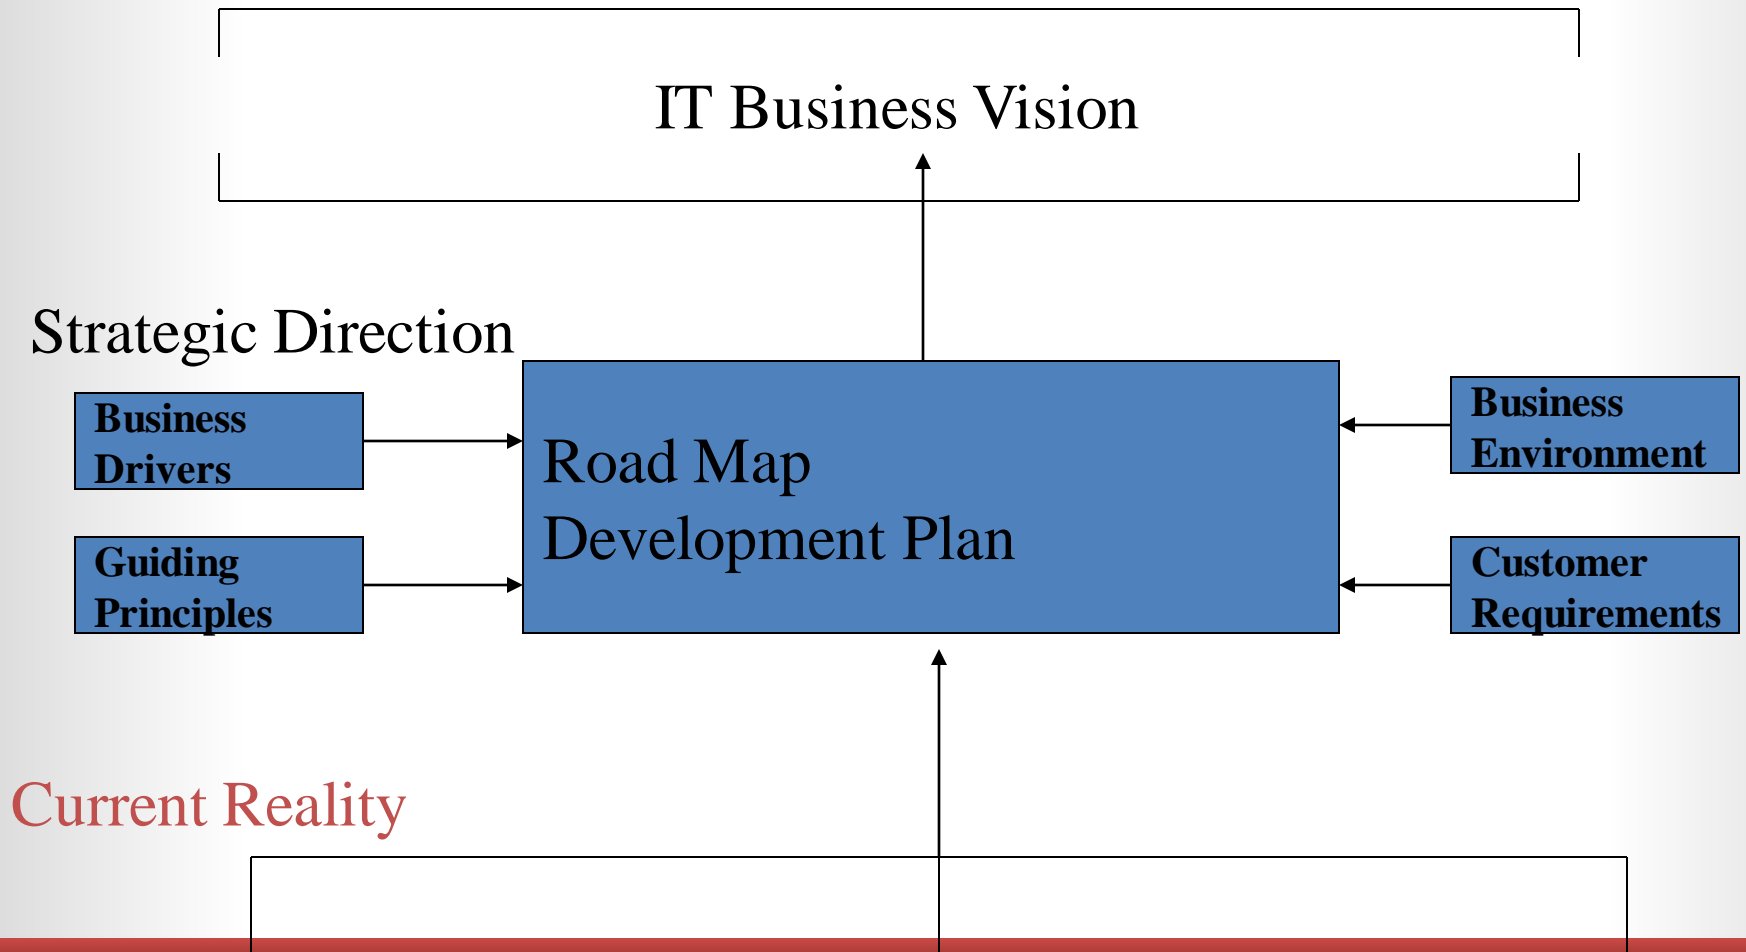 IT Business Vision
Strategic Direction
Business
Drivers
Guiding
Principles
Road Map
Development Plan
Business
Environment
Customer
Requirements
Current Reality